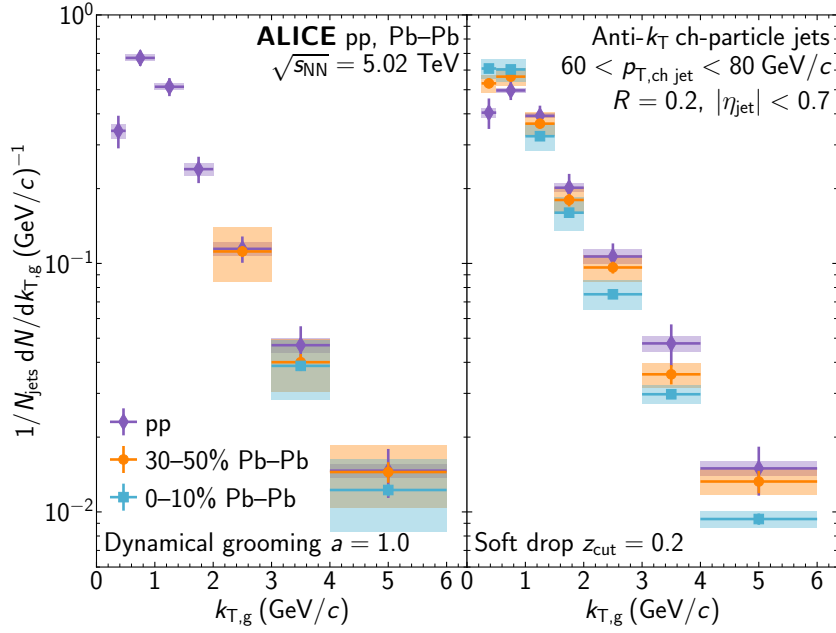 ALICE pp, Pb–Pb
√sNN = 5.02 TeV
Anti-kT ch-particle jets
60 < pT,ch jet < 80 GeV/c
R = 0.2, |ηjet| < 0.7
1/Njets dN/dkT,g (GeV/c)⁻¹
10⁰
10⁻¹
10⁻²
pp
30–50% Pb–Pb
0–10% Pb–Pb
Dynamical grooming a = 1.0
Soft drop zcut = 0.2
0 1 2 3 4 5 6 0 1 2 3 4 5 6
kT,g (GeV/c) kT,g (GeV/c)